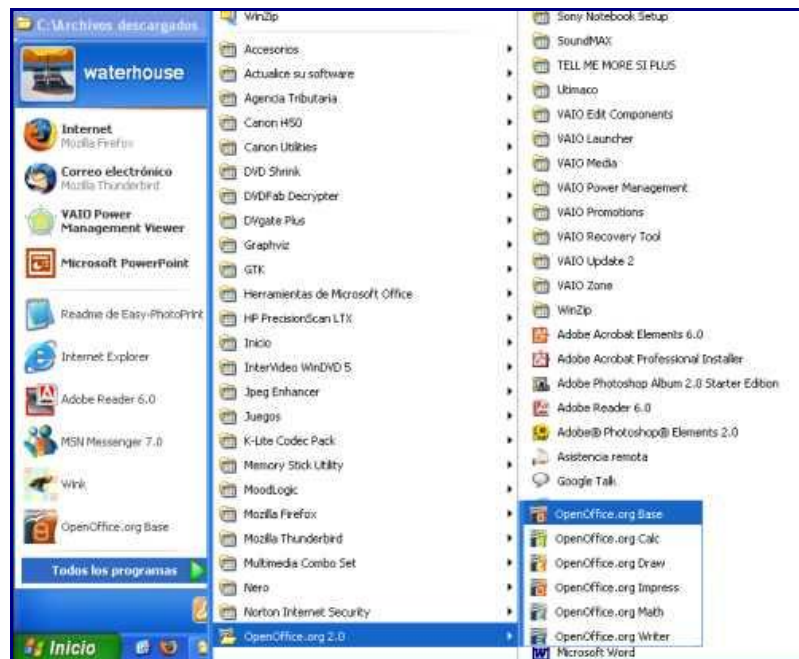 C:\Archivos descargados
waterhouse
Internet
Mozilla Firefox
Correo electrónico
Mozilla Thunderbird
VAIO Power
Management Viewer
Microsoft PowerPoint
Readme de Easy-PhotoPrint
Internet Explorer
Adobe Reader 6.0
MSN Messenger 7.0
Wink
OpenOffice.org Base
Todos los programas
Inicio
WinZip
Accesorios
Actualice su software
Agencia Tributaria
Canon H50
Canon Utilities
DVD Shrink
DVDFab Decrypter
DVgate Plus
Graphviz
GTK
Herramientas de Microsoft Office
HP PrecisionScan LTX
Inicio
InterVideo WinDVD 5
Jpeg Enhancer
Juegos
K-Lite Codec Pack
Memory Stick Utility
MoodLogic
Mozilla Firefox
Mozilla Thunderbird
Multimedia Combo Set
Nero
Norton Internet Security
OpenOffice.org 2.0
Sony Notebook Setup
SoundMAX
TELL ME MORE SI PLUS
Utimaco
VAIO Edit Components
VAIO Launcher
VAIO Media
VAIO Power Management
VAIO Promotions
VAIO Recovery Tool
VAIO Update 2
VAIO Zone
WinZip
Adobe Acrobat Elements 6.0
Adobe Acrobat Professional Installer
Adobe Photoshop Album 2.0 Starter Edition
Adobe Reader 6.0
Adobe® Photoshop® Elements 2.0
Asistencia remota
Google Talk
OpenOffice.org Base
OpenOffice.org Calc
OpenOffice.org Draw
OpenOffice.org Impress
OpenOffice.org Math
OpenOffice.org Writer
Microsoft Word